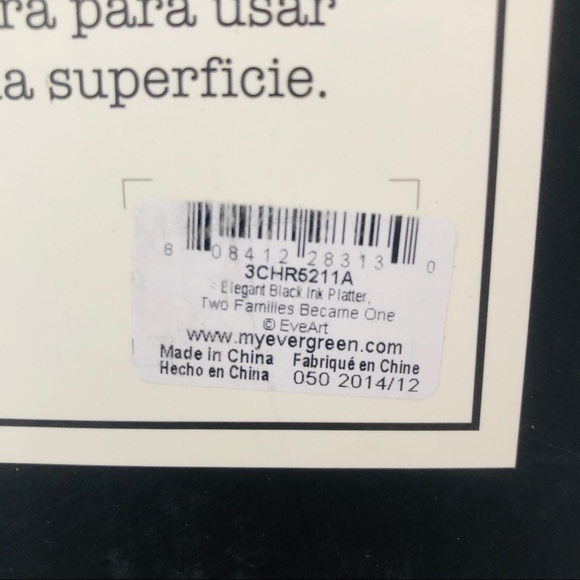 ra para usar
a superficie.
8 08412 28313 0
3CHR5211A
Elegant Black Ink Platter,
Two Families Became One
© EveArt
www.myevergreen.com
Made in China Fabriqué en Chine
Hecho en China 050 2014/12